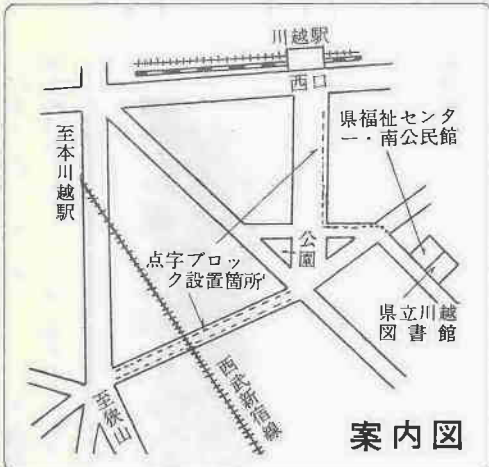 川越駅
西口
県福祉センタ
ー・南公民館
至本川越駅
公園
点字ブロッ
ク設置箇所
県立川越
図書館
西武新宿線
至狭山
案内図